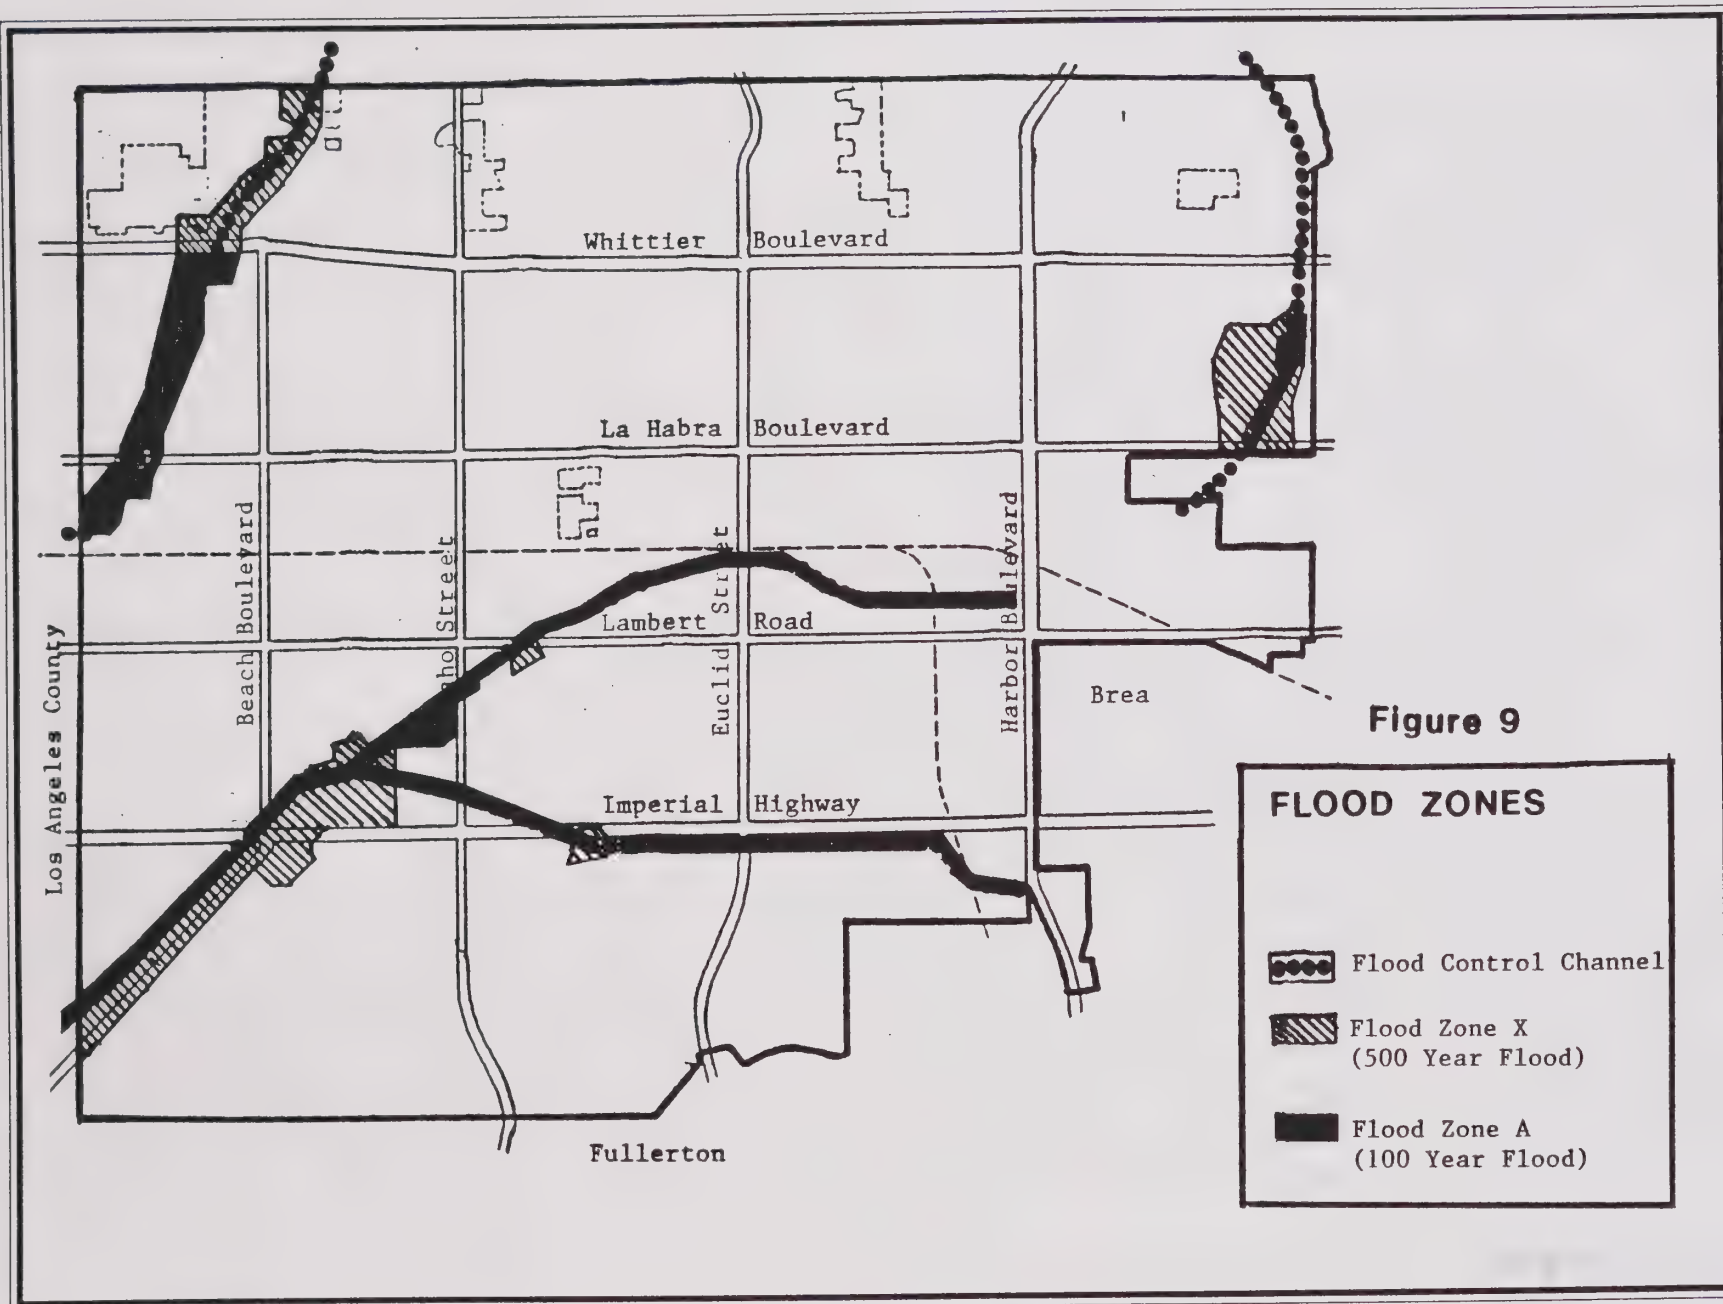 Whittier Boulevard
La Habra Boulevard
Beach Boulevard
Street
Euclid Street
Harbor Boulevard
Lambert Road
Los Angeles County
Brea
Figure 9
Imperial Highway
FLOOD ZONES
Flood Control Channel
Flood Zone X
(500 Year Flood)
Flood Zone A
(100 Year Flood)
Fullerton